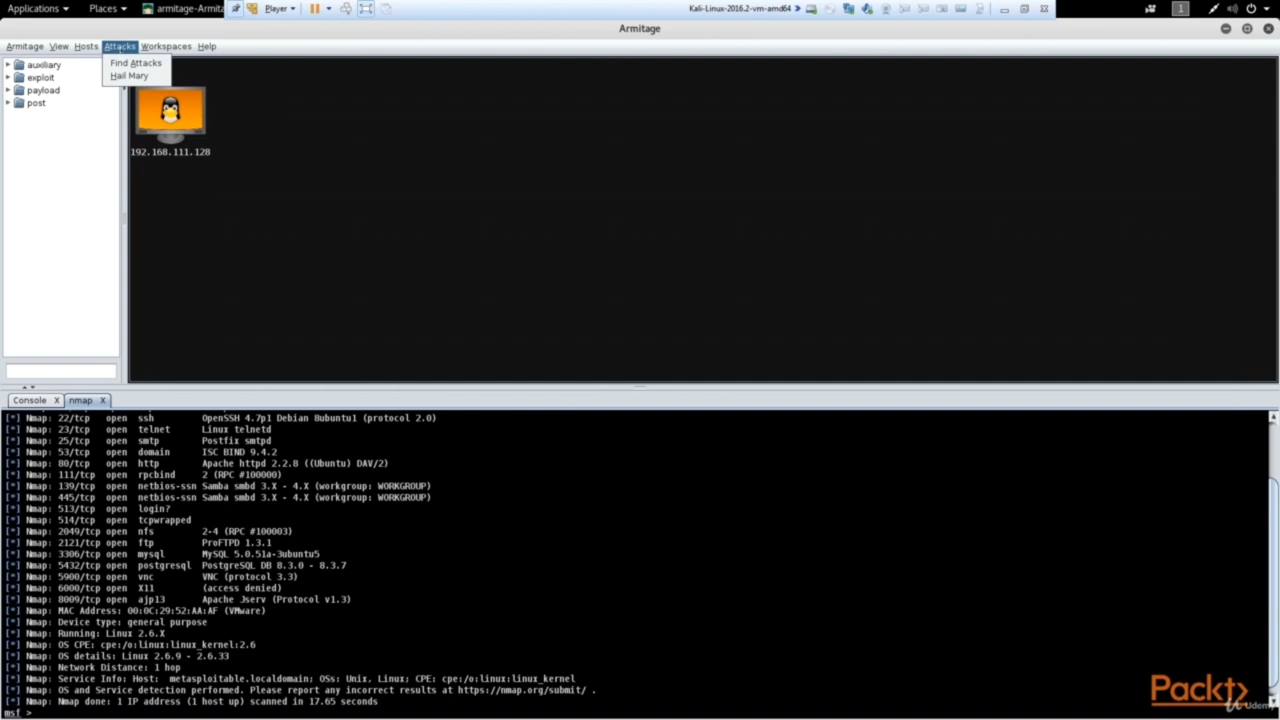 Applications Places armitage-Armita Player Kali-Linux-2016.2-vm-amd64 1
Armitage
Armitage View Hosts Attacks Workspaces Help
Find Attacks
Hail Mary
auxiliary
exploit
payload
post
192.168.111.128
Console X nmap X
[*] Nmap: 22/tcp open ssh OpenSSH 4.7p1 Debian 8ubuntu1 (protocol 2.0)
[*] Nmap: 23/tcp open telnet Linux telnetd
[*] Nmap: 25/tcp open smtp Postfix smtpd
[*] Nmap: 53/tcp open domain ISC BIND 9.4.2
[*] Nmap: 80/tcp open http Apache httpd 2.2.8 ((Ubuntu) DAV/2)
[*] Nmap: 111/tcp open rpcbind 2 (RPC #100000)
[*] Nmap: 139/tcp open netbios-ssn Samba smbd 3.X - 4.X (workgroup: WORKGROUP)
[*] Nmap: 445/tcp open netbios-ssn Samba smbd 3.X - 4.X (workgroup: WORKGROUP)
[*] Nmap: 513/tcp open login?
[*] Nmap: 514/tcp open tcpwrapped
[*] Nmap: 2049/tcp open nfs 2-4 (RPC #100003)
[*] Nmap: 2121/tcp open ftp ProFTPD 1.3.1
[*] Nmap: 3306/tcp open mysql MySQL 5.0.51a-3ubuntu5
[*] Nmap: 5432/tcp open postgresql PostgreSQL DB 8.3.0 - 8.3.7
[*] Nmap: 5900/tcp open vnc VNC (protocol 3.3)
[*] Nmap: 6000/tcp open X11 (access denied)
[*] Nmap: 8009/tcp open ajp13 Apache Jserv (Protocol v1.3)
[*] Nmap: MAC Address: 00:0C:29:52:AA:AF (VMware)
[*] Nmap: Device type: general purpose
[*] Nmap: Running: Linux 2.6.X
[*] Nmap: OS CPE: cpe:/o:linux:linux_kernel:2.6
[*] Nmap: OS details: Linux 2.6.9 - 2.6.33
[*] Nmap: Network Distance: 1 hop
[*] Nmap: Service Info: Host: metasploitable.localdomain; OSs: Unix, Linux; CPE: cpe:/o:linux:linux_kernel
[*] Nmap: OS and Service detection performed. Please report any incorrect results at https://nmap.org/submit/ .
[*] Nmap: Nmap done: 1 IP address (1 host up) scanned in 17.65 seconds
msf >
Packt>
Udemy